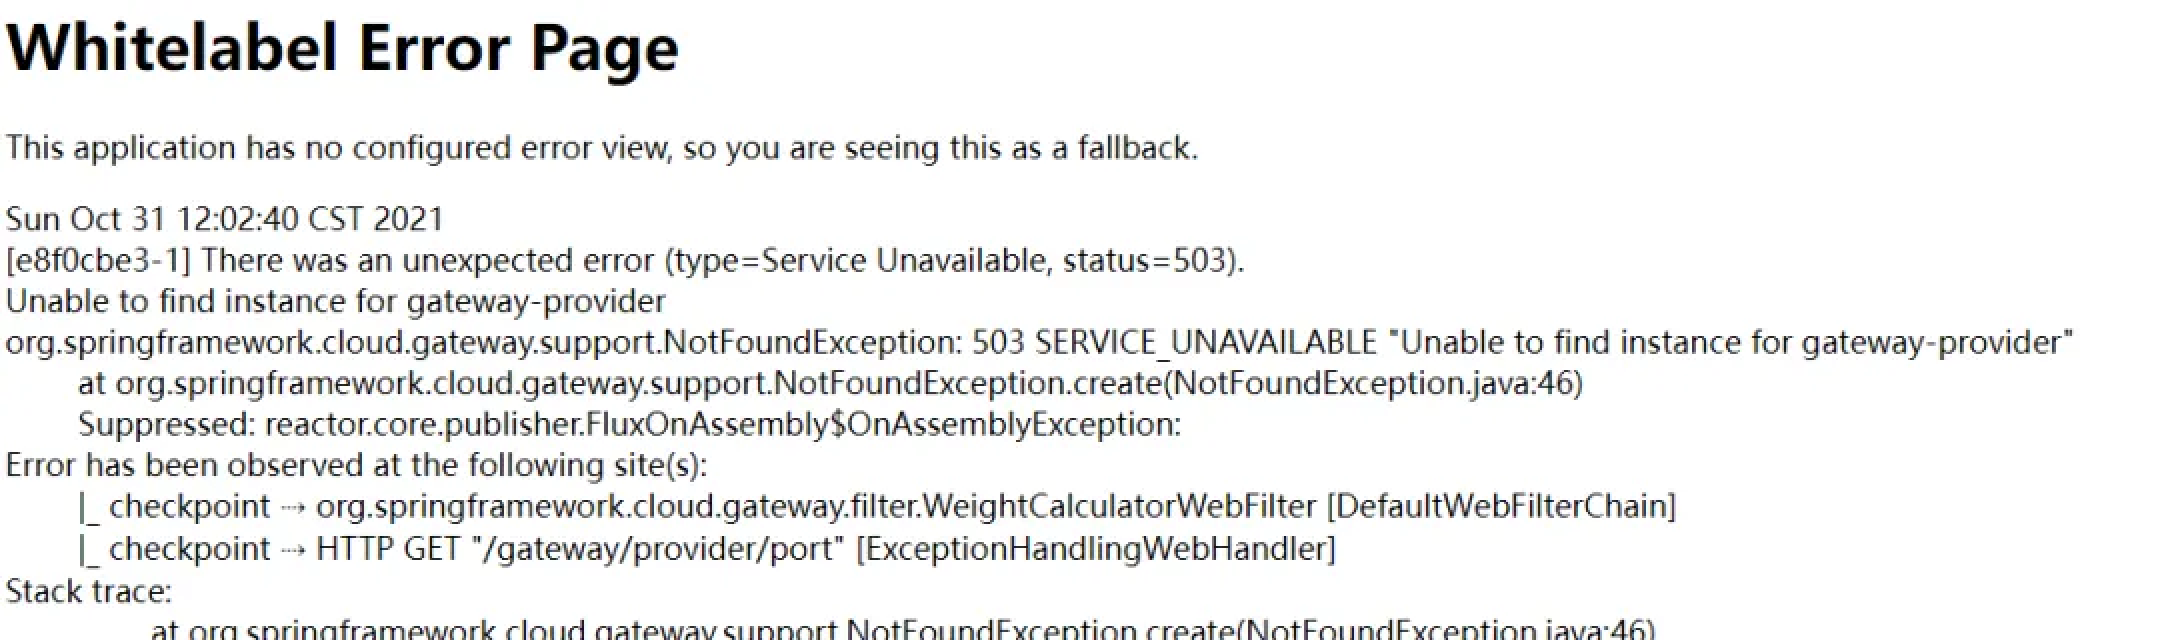 Whitelabel Error Page
This application has no configured error view, so you are seeing this as a fallback.
Sun Oct 31 12:02:40 CST 2021
[e8f0cbe3-1] There was an unexpected error (type=Service Unavailable, status=503).
Unable to find instance for gateway-provider
org.springframework.cloud.gateway.support.NotFoundException: 503 SERVICE_UNAVAILABLE "Unable to find instance for gateway-provider"
at org.springframework.cloud.gateway.support.NotFoundException.create(NotFoundException.java:46)
Suppressed: reactor.core.publisher.FluxOnAssembly$OnAssemblyException:
Error has been observed at the following site(s):
|_ checkpoint ⇢ org.springframework.cloud.gateway.filter.WeightCalculatorWebFilter [DefaultWebFilterChain]
|_ checkpoint ⇢ HTTP GET "/gateway/provider/port" [ExceptionHandlingWebHandler]
Stack trace:
at org.springframework.cloud.gateway.support.NotFoundException.create(NotFoundException.java:46)